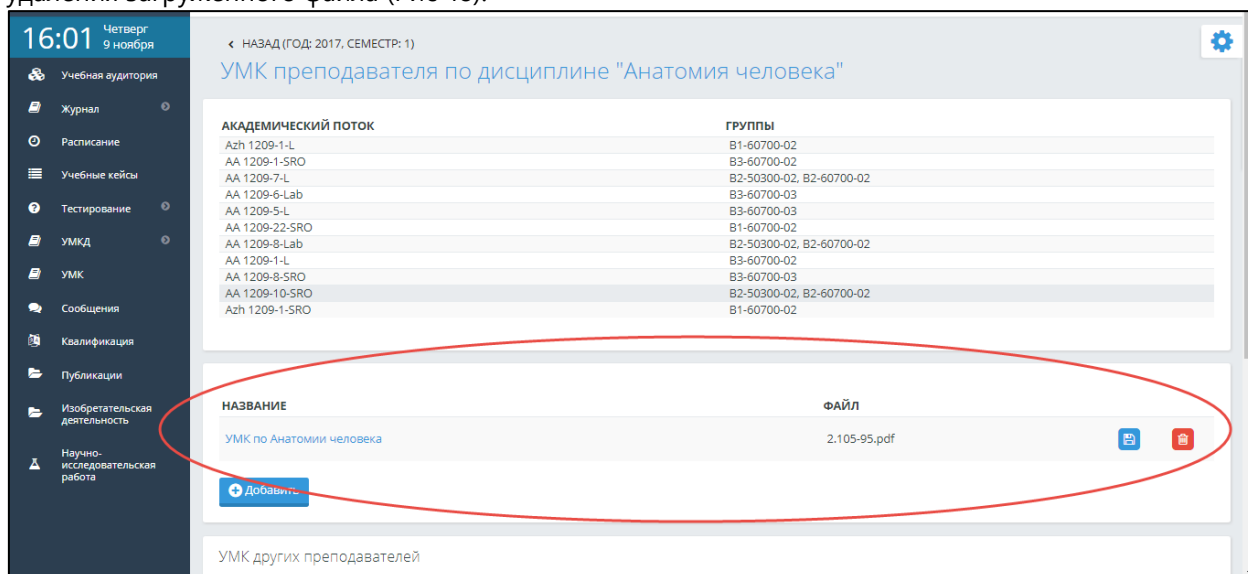 удаления загруженного файла (Рис 48).
16:01 Четверг
9 ноября
Учебная аудитория
Журнал
Расписание
Учебные кейсы
Тестирование
УМКД
УМК
Сообщения
Квалификация
Публикации
Изобретательская
деятельность
Научно-
исследовательская
работа
НАЗАД (ГОД: 2017, СЕМЕСТР: 1)
УМК преподавателя по дисциплине "Анатомия человека"
АКАДЕМИЧЕСКИЙ ПОТОК ГРУППЫ
Azh 1209-1-L B1-60700-02
AA 1209-1-SRO B3-60700-02
AA 1209-7-L B2-50300-02, B2-60700-02
AA 1209-6-Lab B3-60700-03
AA 1209-5-L B3-60700-03
AA 1209-22-SRO B1-60700-02
AA 1209-8-Lab B2-50300-02, B2-60700-02
AA 1209-1-L B3-60700-02
AA 1209-8-SRO B3-60700-03
AA 1209-10-SRO B2-50300-02, B2-60700-02
Azh 1209-1-SRO B1-60700-02
НАЗВАНИЕ ФАЙЛ
УМК по Анатомии человека 2.105-95.pdf
Добавить
УМК других преподавателей